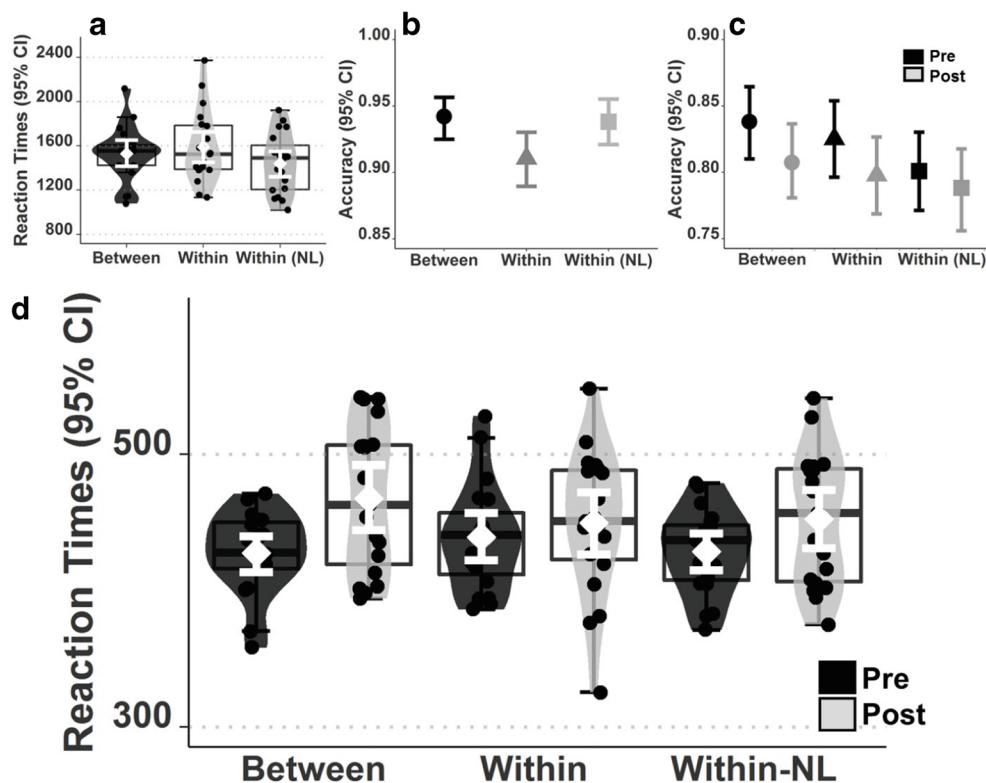 a
Reaction Times (95% CI)
2400
2000
1600
1200
800
Between Within Within (NL)
b
Accuracy (95% CI)
1.00
0.95
0.90
0.85
Between Within Within (NL)
c
Accuracy (95% CI)
0.90
0.85
0.80
0.75
Pre
Post
Between Within Within (NL)
d
Reaction Times (95% CI)
500
300
Pre
Post
Between Within Within-NL